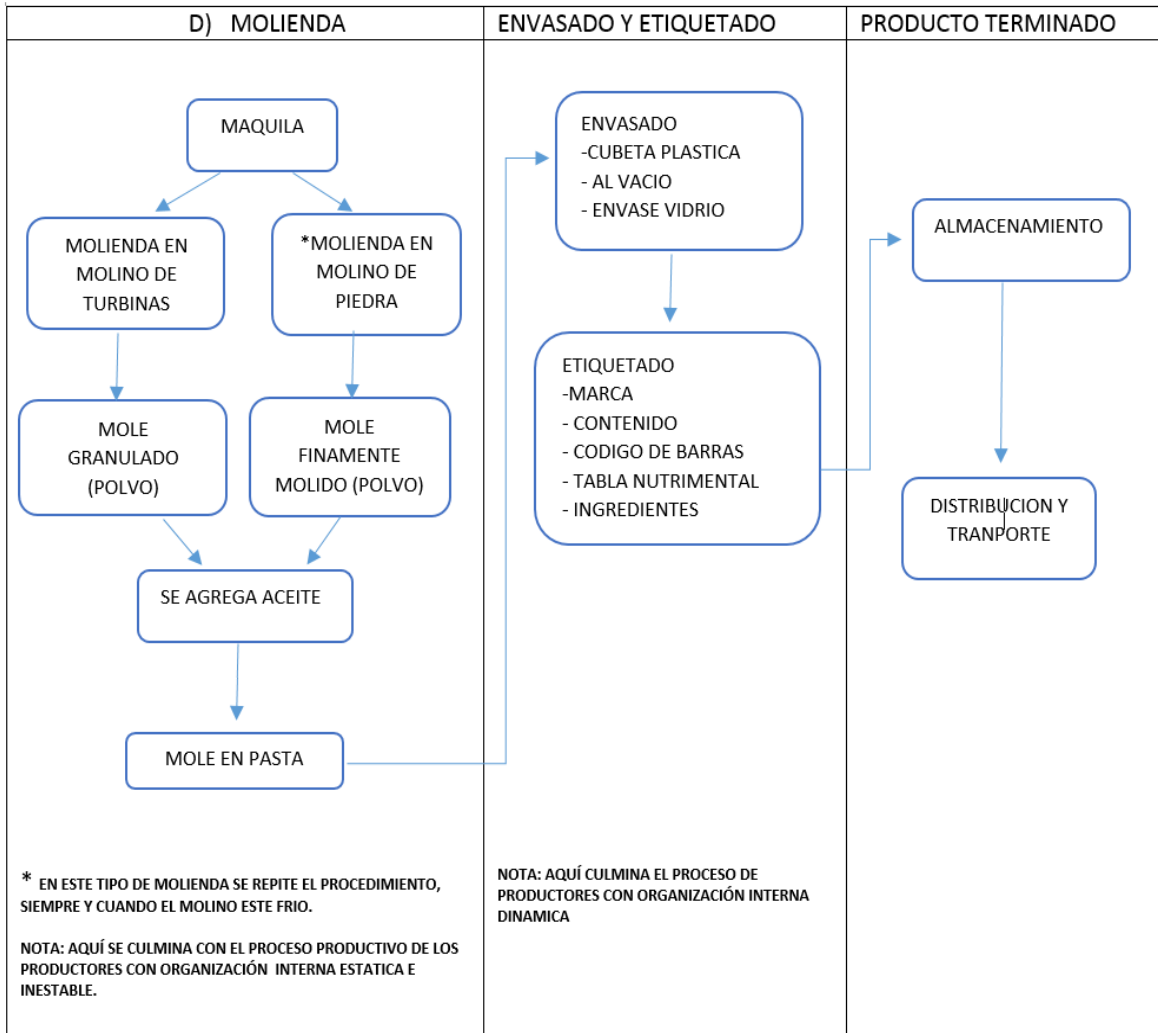 D) MOLIENDA
ENVASADO Y ETIQUETADO
PRODUCTO TERMINADO
MAQUILA
MOLIENDA EN
MOLINO DE
TURBINAS
*MOLIENDA EN
MOLINO DE
PIEDRA
MOLE
GRANULADO
(POLVO)
MOLE
FINAMENTE
MOLIDO (POLVO)
SE AGREGA ACEITE
MOLE EN PASTA
* EN ESTE TIPO DE MOLIENDA SE REPITE EL PROCEDIMIENTO,
SIEMPRE Y CUANDO EL MOLINO ESTE FRIO.
NOTA: AQUÍ SE CULMINA CON EL PROCESO PRODUCTIVO DE LOS
PRODUCTORES CON ORGANIZACIÓN INTERNA ESTATICA E
INESTABLE.
ENVASADO
-CUBETA PLASTICA
- AL VACIO
- ENVASE VIDRIO
ETIQUETADO
-MARCA
- CONTENIDO
- CODIGO DE BARRAS
- TABLA NUTRIMENTAL
- INGREDIENTES
NOTA: AQUÍ CULMINA EL PROCESO DE
PRODUCTORES CON ORGANIZACIÓN INTERNA
DINAMICA
ALMACENAMIENTO
DISTRIBUCION Y
TRANPORTE